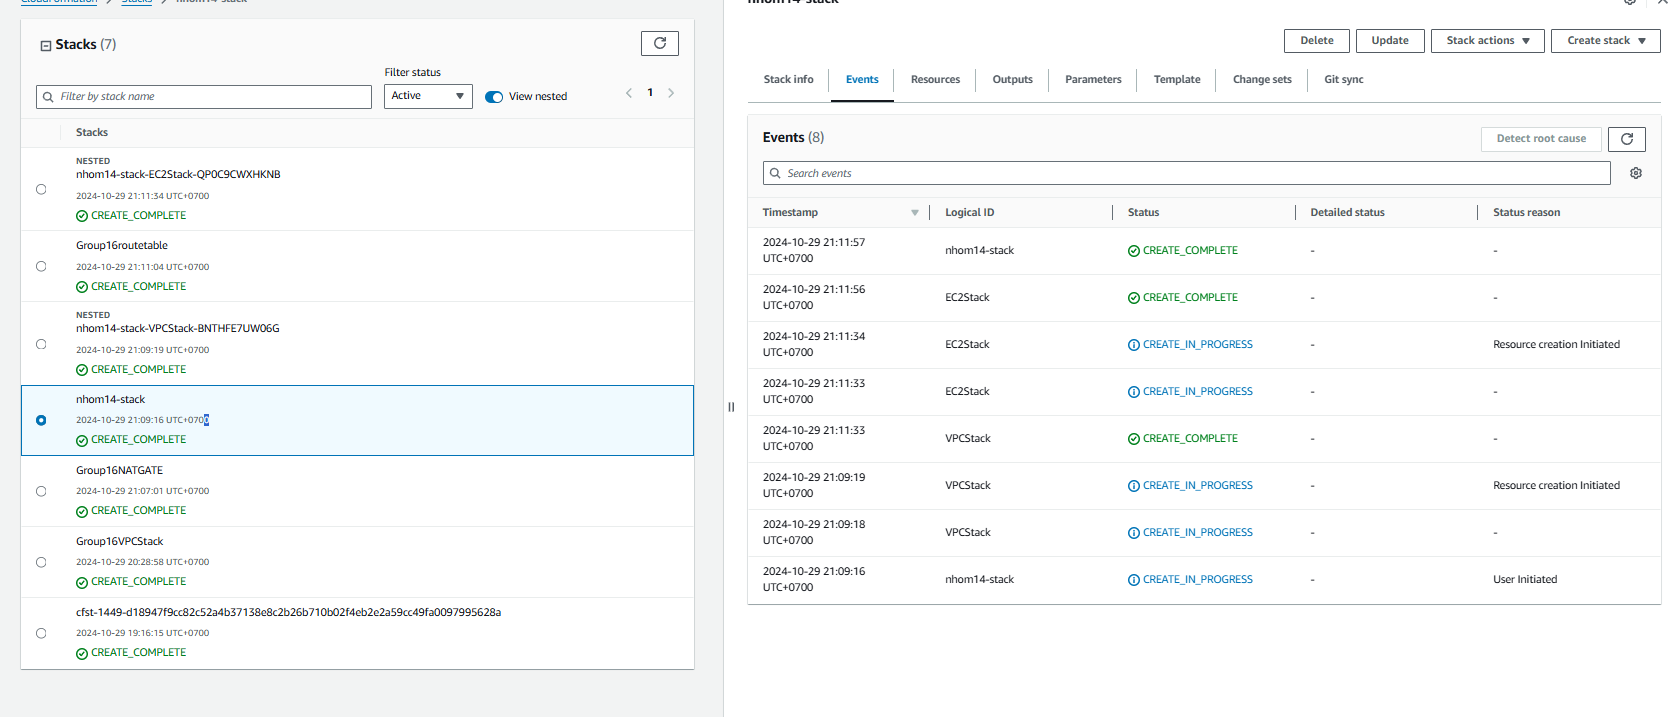 CloudFormation > Stacks > nhom14-stack
Stacks (7)
Filter status
Filter by stack name
Active
View nested
1
Stacks
NESTED
nhom14-stack-EC2Stack-QP0C9CWXHKNB
2024-10-29 21:11:34 UTC+0700
CREATE_COMPLETE
Group16routetable
2024-10-29 21:11:04 UTC+0700
CREATE_COMPLETE
NESTED
nhom14-stack-VPCStack-BNTHFE7UW06G
2024-10-29 21:09:19 UTC+0700
CREATE_COMPLETE
nhom14-stack
2024-10-29 21:09:16 UTC+0700
CREATE_COMPLETE
Group16NATGATE
2024-10-29 21:07:01 UTC+0700
CREATE_COMPLETE
Group16VPCStack
2024-10-29 20:28:58 UTC+0700
CREATE_COMPLETE
cfst-1449-d18947f9cc82c52a4b37138e8c2b26b710b02f4eb2e2a59cc49fa0097995628a
2024-10-29 19:16:15 UTC+0700
CREATE_COMPLETE
nhom14-stack
Delete Update Stack actions Create stack
Stack info Events Resources Outputs Parameters Template Change sets Git sync
Events (8)
Detect root cause
Search events
Timestamp Logical ID Status Detailed status Status reason
2024-10-29 21:11:57
UTC+0700
nhom14-stack CREATE_COMPLETE - -
2024-10-29 21:11:56
UTC+0700
EC2Stack CREATE_COMPLETE - -
2024-10-29 21:11:34
UTC+0700
EC2Stack CREATE_IN_PROGRESS - Resource creation Initiated
2024-10-29 21:11:33
UTC+0700
EC2Stack CREATE_IN_PROGRESS - -
2024-10-29 21:11:33
UTC+0700
VPCStack CREATE_COMPLETE - -
2024-10-29 21:09:19
UTC+0700
VPCStack CREATE_IN_PROGRESS - Resource creation Initiated
2024-10-29 21:09:18
UTC+0700
VPCStack CREATE_IN_PROGRESS - -
2024-10-29 21:09:16
UTC+0700
nhom14-stack CREATE_IN_PROGRESS - User Initiated